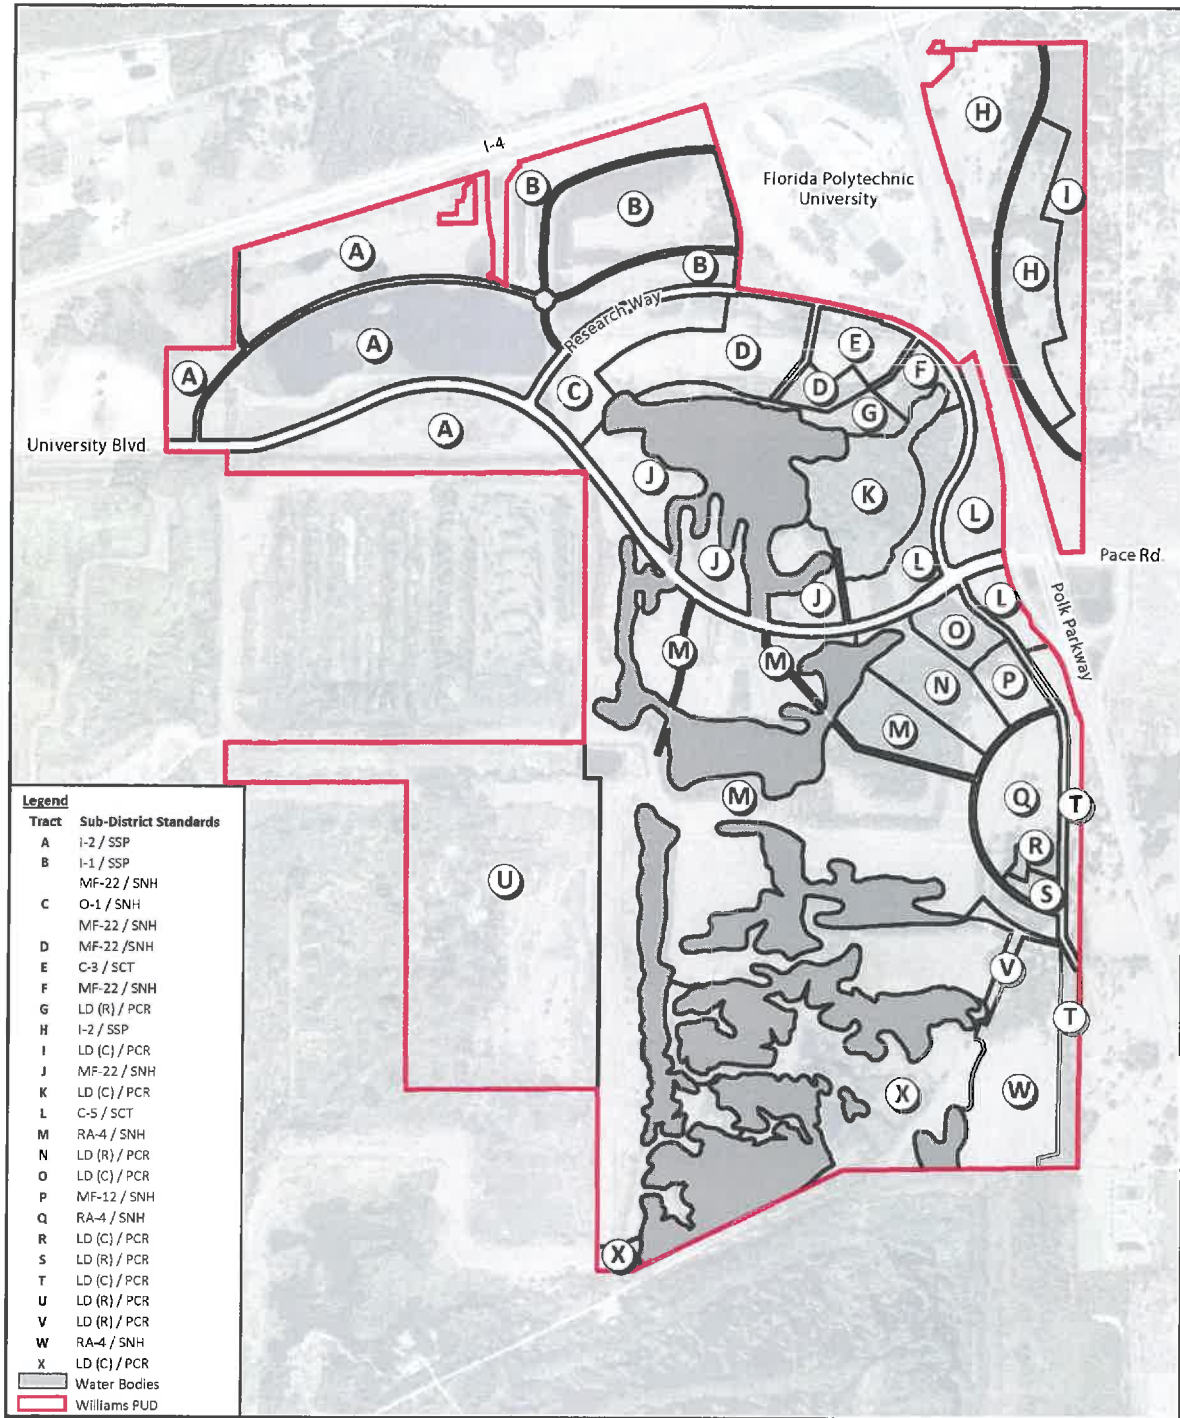 H
I-4
B
Florida Polytechnic
University
B
I
A
B
H
Research Way
A
D
E
A
D
F
C
G
University Blvd.
A
J
K
L
Pace Rd.
J
L
J
L
Polk Parkway
O
M
M
N
P
M
M
Q
T
R
U
S
V
T
X
W
X
Legend
Tract Sub-District Standards
A I-2 / SSP
B I-1 / SSP
MF-22 / SNH
C O-1 / SNH
MF-22 / SNH
D MF-22 /SNH
E C-3 / SCT
F MF-22 / SNH
G LD (R) / PCR
H I-2 / SSP
I LD (C) / PCR
J MF-22 / SNH
K LD (C) / PCR
L C-5 / SCT
M RA-4 / SNH
N LD (R) / PCR
O LD (C) / PCR
P MF-12 / SNH
Q RA-4 / SNH
R LD (C) / PCR
S LD (R) / PCR
T LD (C) / PCR
U LD (R) / PCR
V LD (R) / PCR
W RA-4 / SNH
X LD (C) / PCR
Water Bodies
Williams PUD